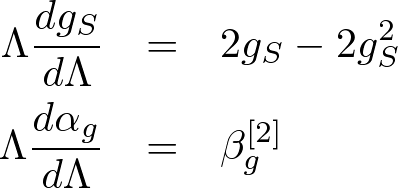 Λ dg_S/dΛ = 2g_S − 2g_S^2
Λ dα_g/dΛ = β_g^[2]